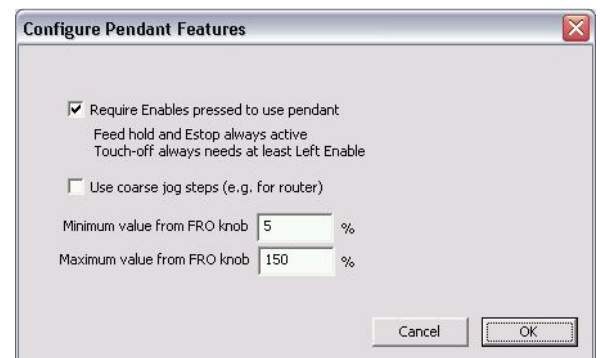 Configure Pendant Features
Require Enables pressed to use pendant
Feed hold and Estop always active
Touch-off always needs at least Left Enable
Use coarse jog steps (e.g. for router)
Minimum value from FRO knob 5 %
Maximum value from FRO knob 150 %
Cancel OK